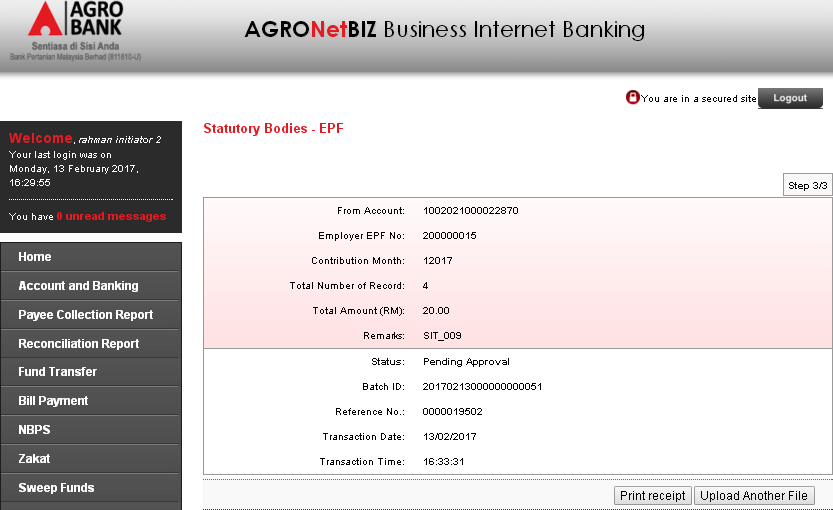 AGRO
BANK
Sentiasa di Sisi Anda
Bank Pertanian Malaysia Berhad (811810-U)
AGRONetBIZ Business Internet Banking
You are in a secured site
Logout
Welcome, rahman initiator 2
Your last login was on
Monday, 13 February 2017,
16:29:55
You have 0 unread messages
Home
Account and Banking
Payee Collection Report
Reconciliation Report
Fund Transfer
Bill Payment
NBPS
Zakat
Sweep Funds
Statutory Bodies - EPF
Step 3/3
From Account: 1002021000022870
Employer EPF No: 200000015
Contribution Month: 12017
Total Number of Record: 4
Total Amount (RM): 20.00
Remarks: SIT_009
Status: Pending Approval
Batch ID: 20170213000000000051
Reference No.: 0000019502
Transaction Date: 13/02/2017
Transaction Time: 16:33:31
Print receipt
Upload Another File